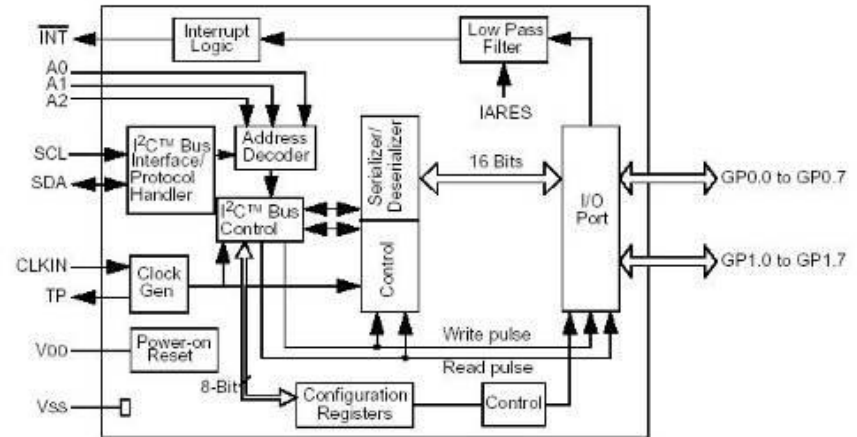 INT
Interrupt
Logic
Low Pass
Filter
A0
A1
A2
IARES
SCL
SDA
I²C™ Bus
Interface/
Protocol
Handler
Address
Decoder
I²C™ Bus
Control
Serializer/
Deserializer
Control
16 Bits
I/O
Port
GP0.0 to GP0.7
GP1.0 to GP1.7
CLKIN
TP
Clock
Gen
Write pulse
Read pulse
VDD
Power-on
Reset
8-Bit
VSS
Configuration
Registers
Control